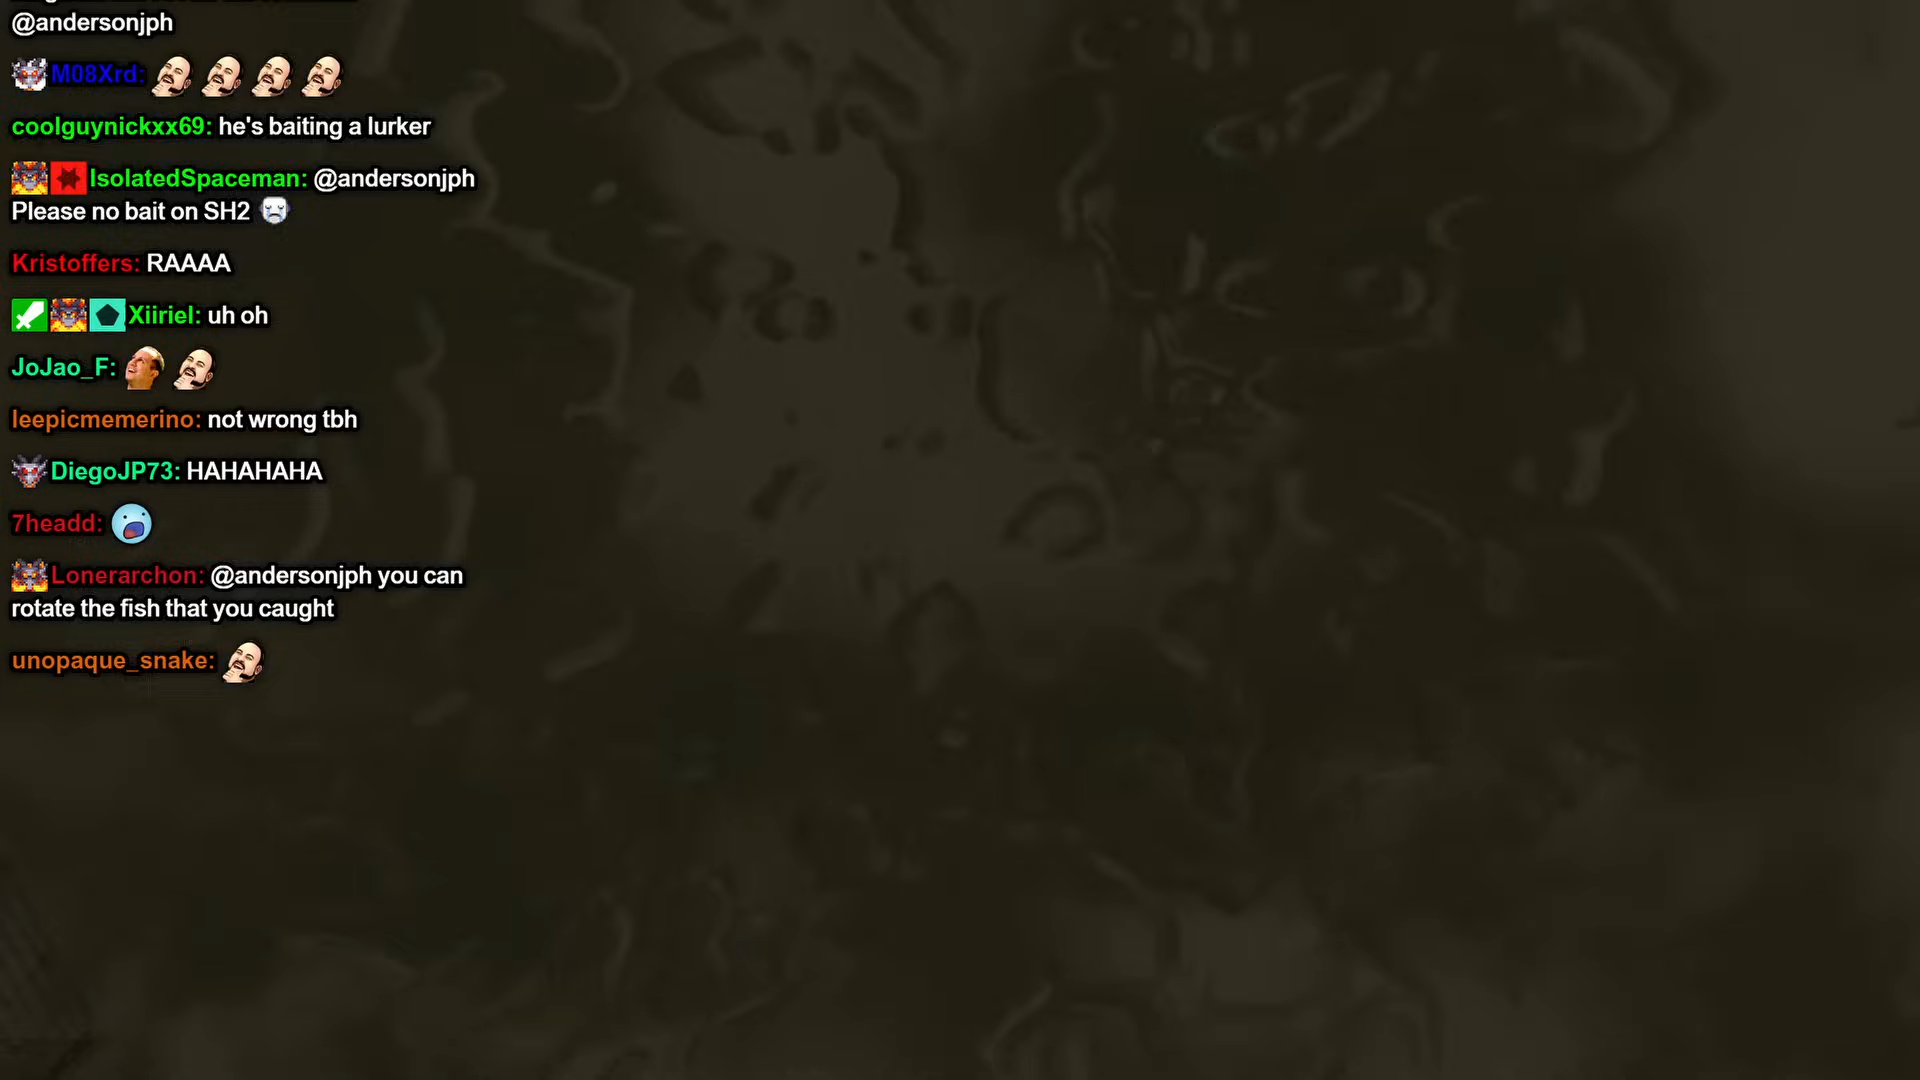 @andersonjph
M08Xrd:
coolguynickxx69: he's baiting a lurker
IsolatedSpaceman: @andersonjph
Please no bait on SH2
Kristoffers: RAAAA
Xiiriel: uh oh
JoJao_F:
leepicmemerino: not wrong tbh
DiegoJP73: HAHAHAHA
7headd:
Lonerarchon: @andersonjph you can
rotate the fish that you caught
unopaque_snake: